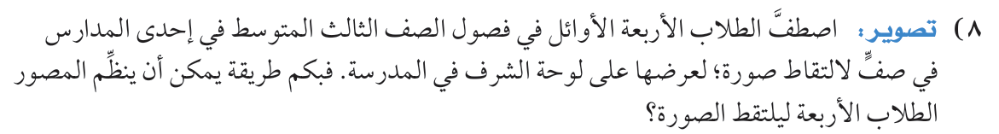 ٨) تصوير: اصطفَّ الطلاب الأربعة الأوائل في فصول الصف الثالث المتوسط في إحدى المدارس
في صفٍّ لالتقاط صورة؛ لعرضها على لوحة الشرف في المدرسة. فبكم طريقة يمكن أن ينظِّم المصور
الطلاب الأربعة ليلتقط الصورة؟